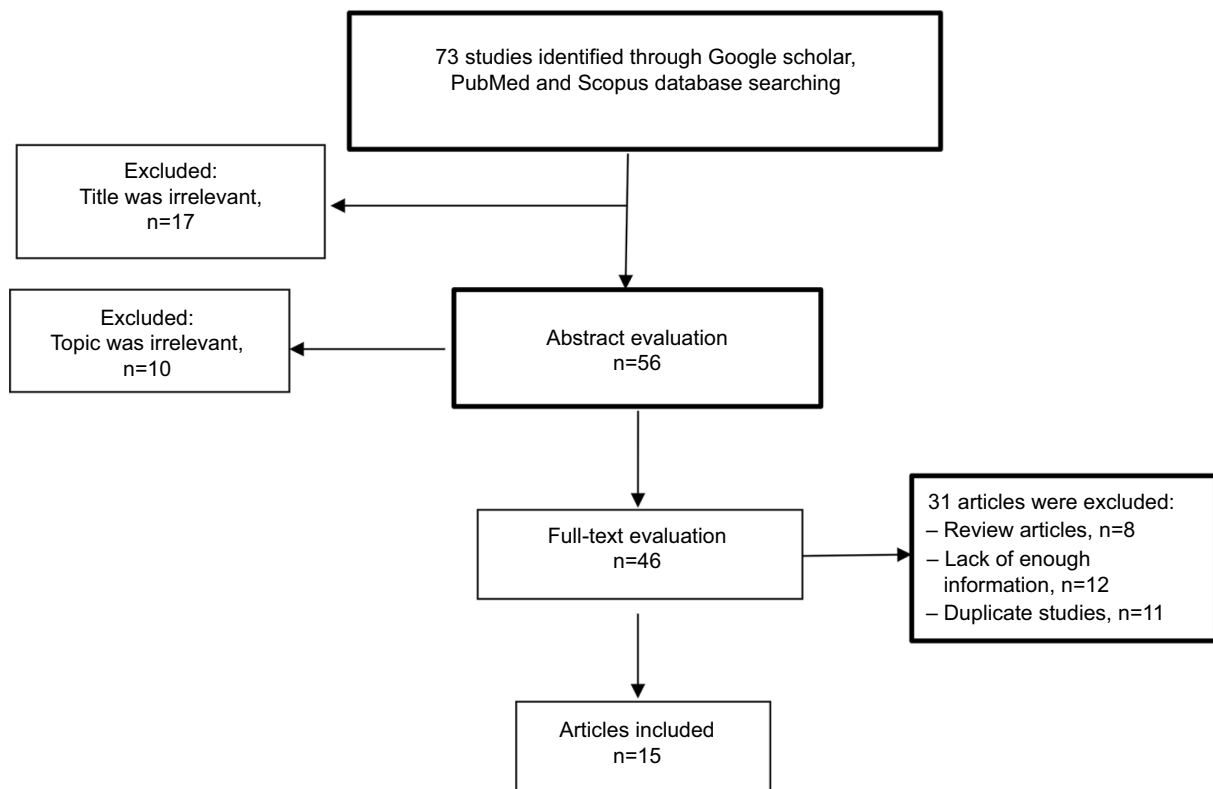 73 studies identified through Google scholar,
PubMed and Scopus database searching
Excluded:
Title was irrelevant,
n=17
Excluded:
Topic was irrelevant,
n=10
Abstract evaluation
n=56
Full-text evaluation
n=46
31 articles were excluded:
– Review articles, n=8
– Lack of enough
information, n=12
– Duplicate studies, n=11
Articles included
n=15